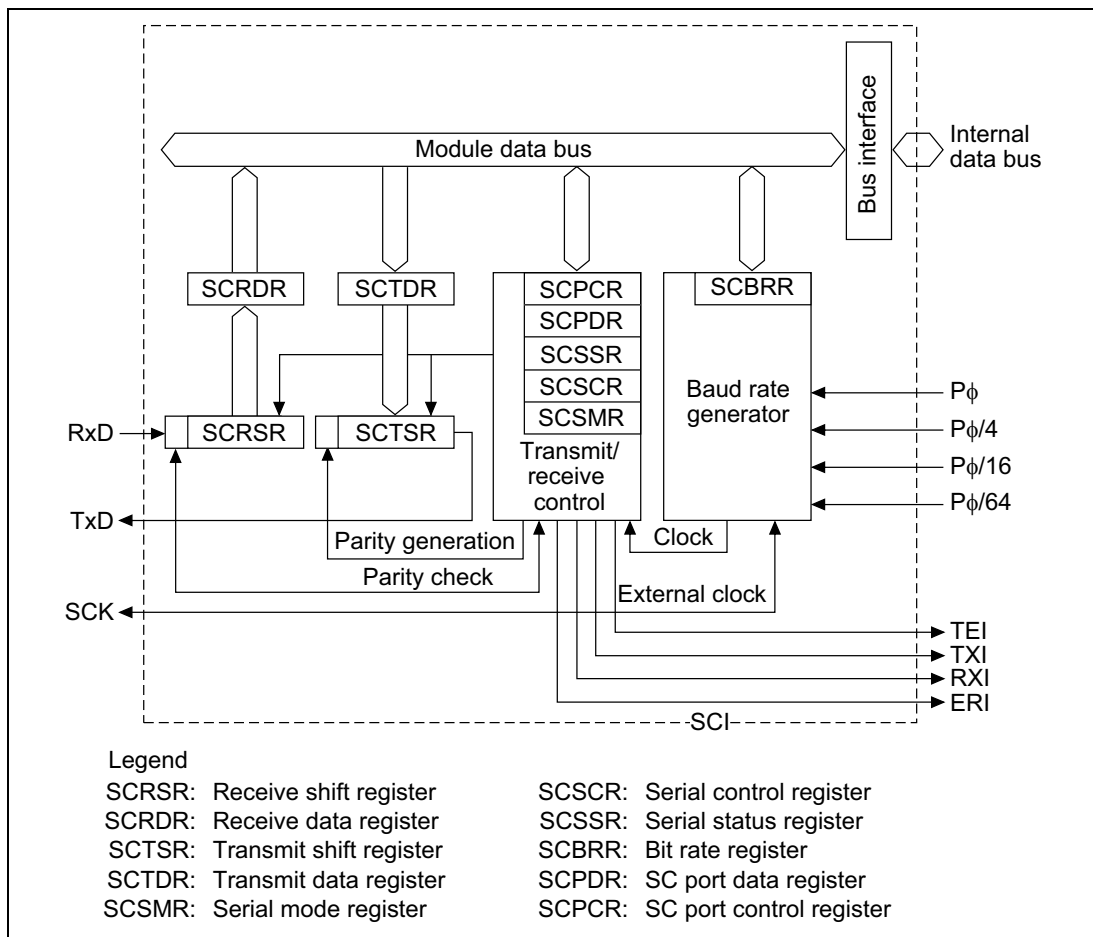 Bus interface
Internal
data bus
Module data bus
SCRDR
SCTDR
SCPCR
SCPDR
SCSSR
SCSCR
SCSMR
Transmit/
receive
control
SCBRR
Baud rate
generator
Pϕ
Pϕ/4
Pϕ/16
Pϕ/64
RxD
SCRSR
SCTSR
TxD
Parity generation
Clock
Parity check
External clock
SCK
TEI
TXI
RXI
ERI
SCI
Legend
SCRSR: Receive shift register
SCRDR: Receive data register
SCTSR: Transmit shift register
SCTDR: Transmit data register
SCSMR: Serial mode register
SCSCR: Serial control register
SCSSR: Serial status register
SCBRR: Bit rate register
SCPDR: SC port data register
SCPCR: SC port control register